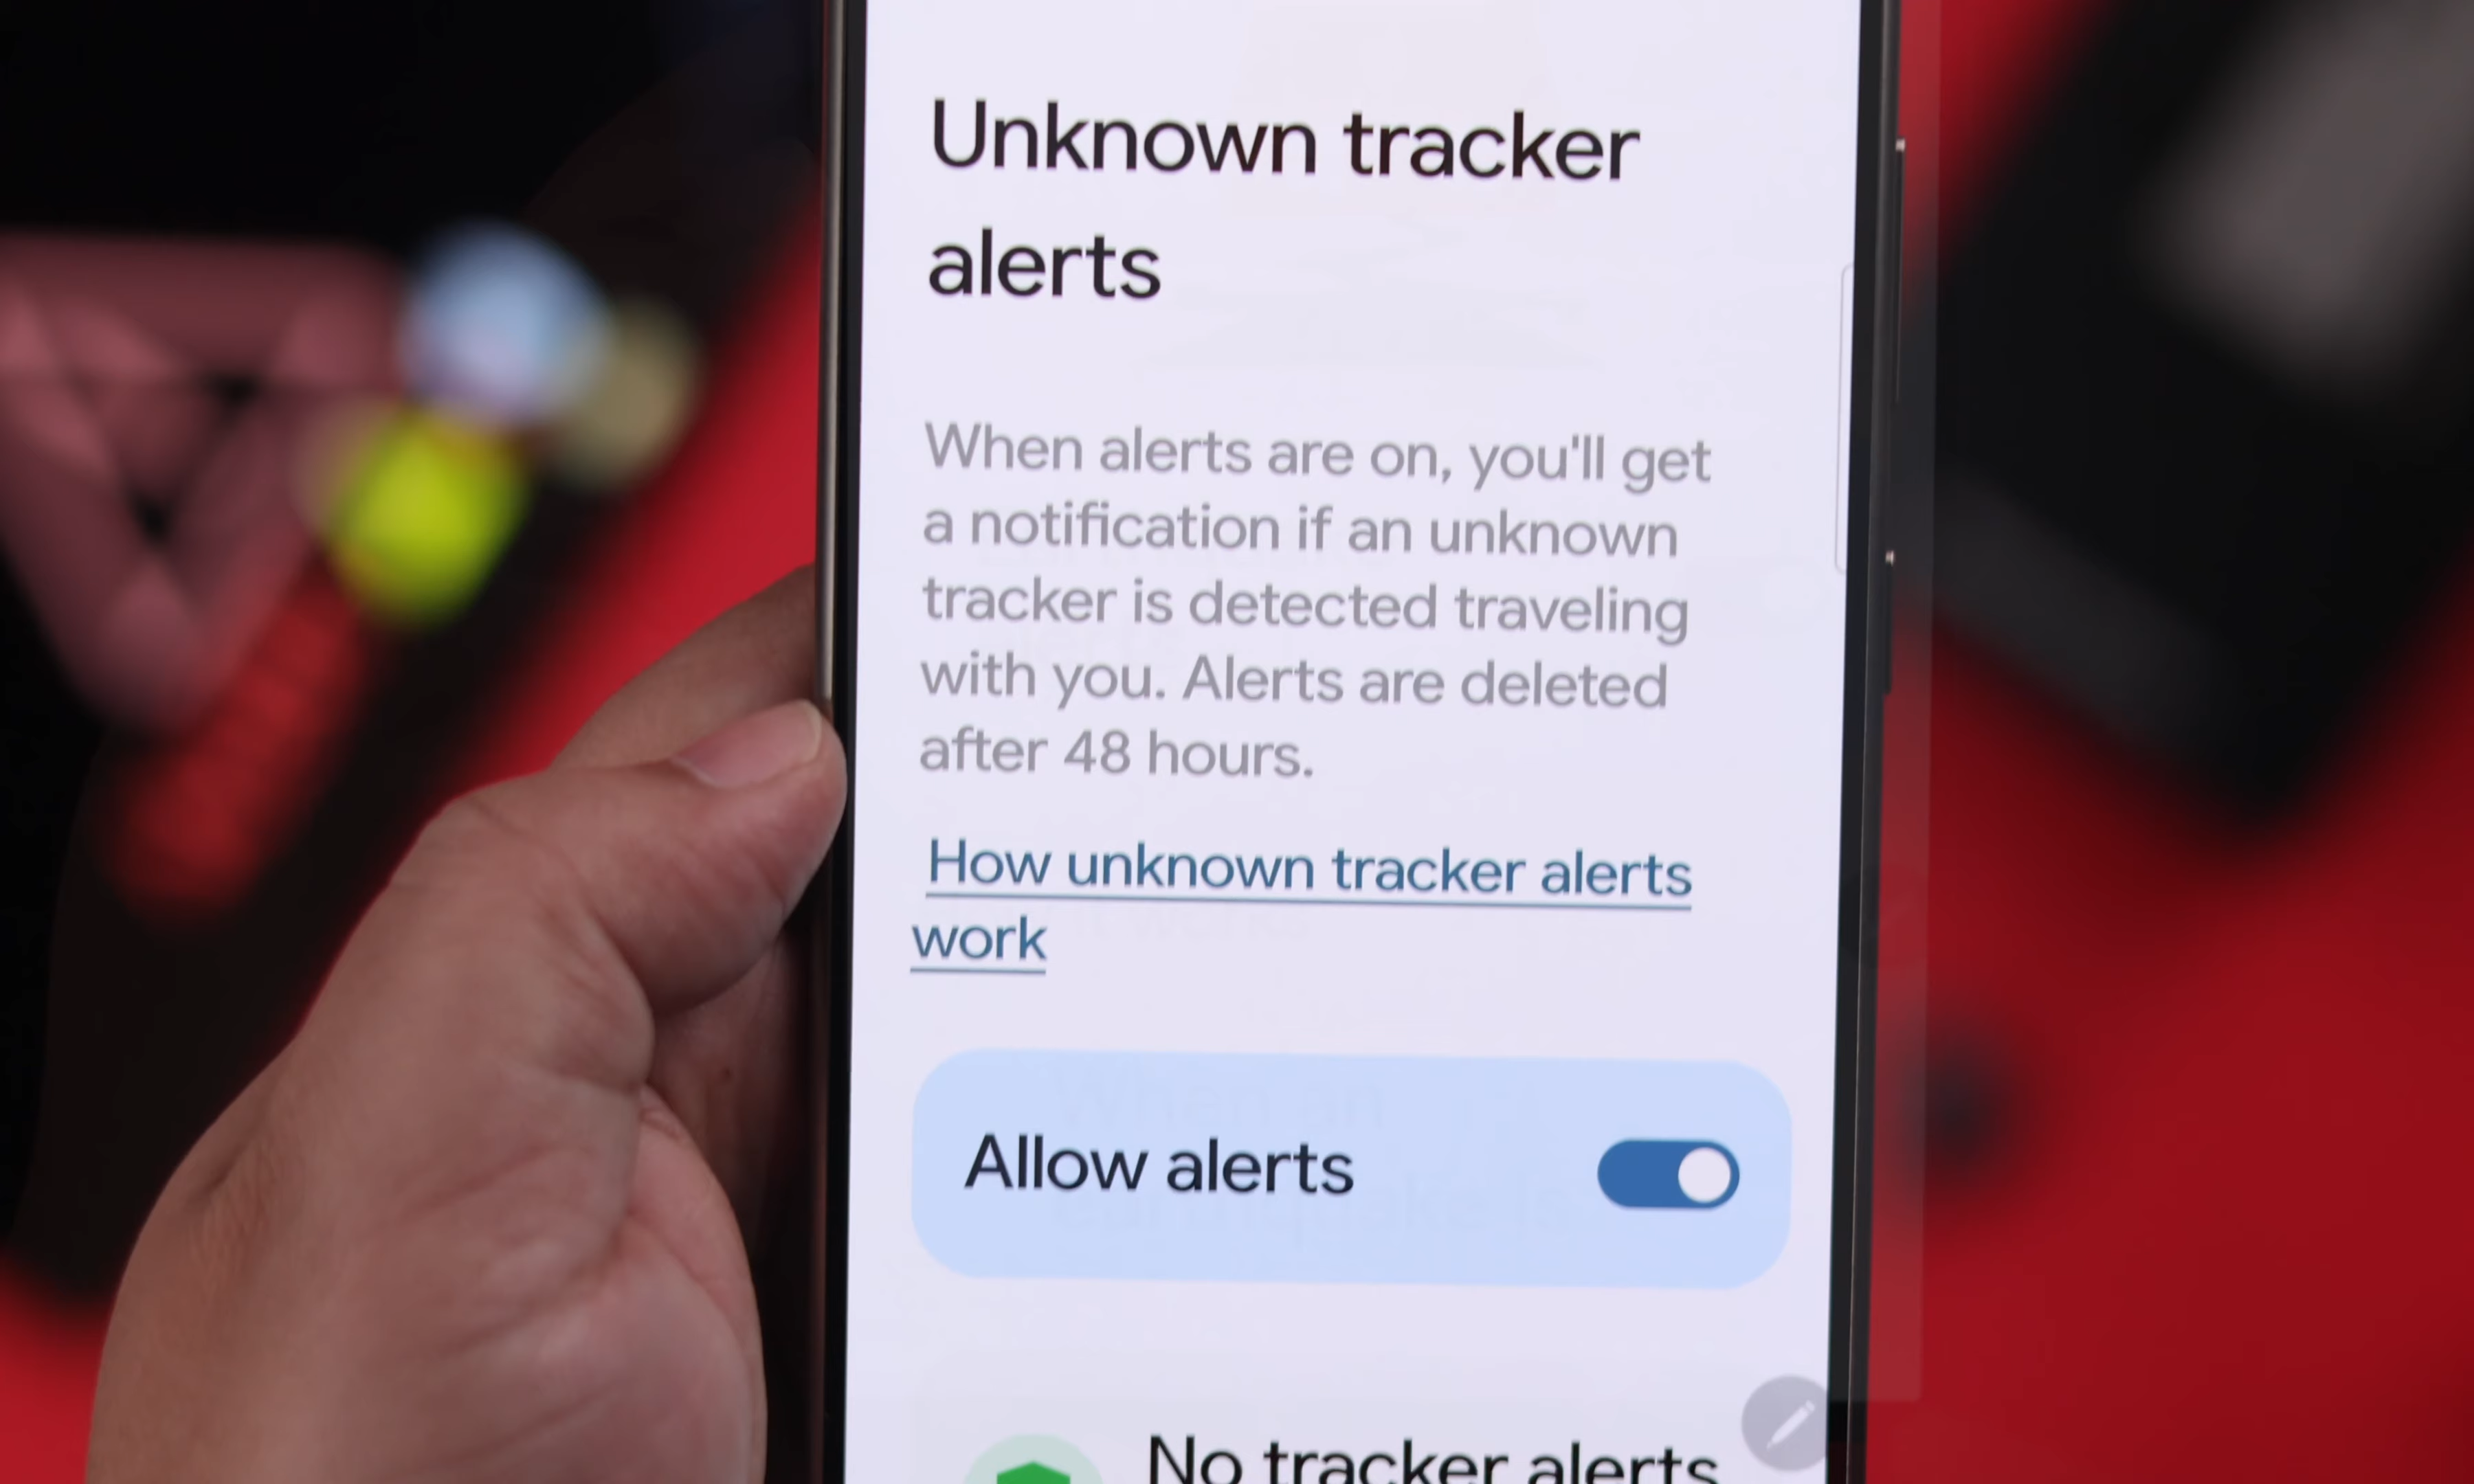 Unknown tracker
alerts
When alerts are on, you'll get
a notification if an unknown
tracker is detected traveling
with you. Alerts are deleted
after 48 hours.
How unknown tracker alerts
work
Allow alerts
No tracker alerts